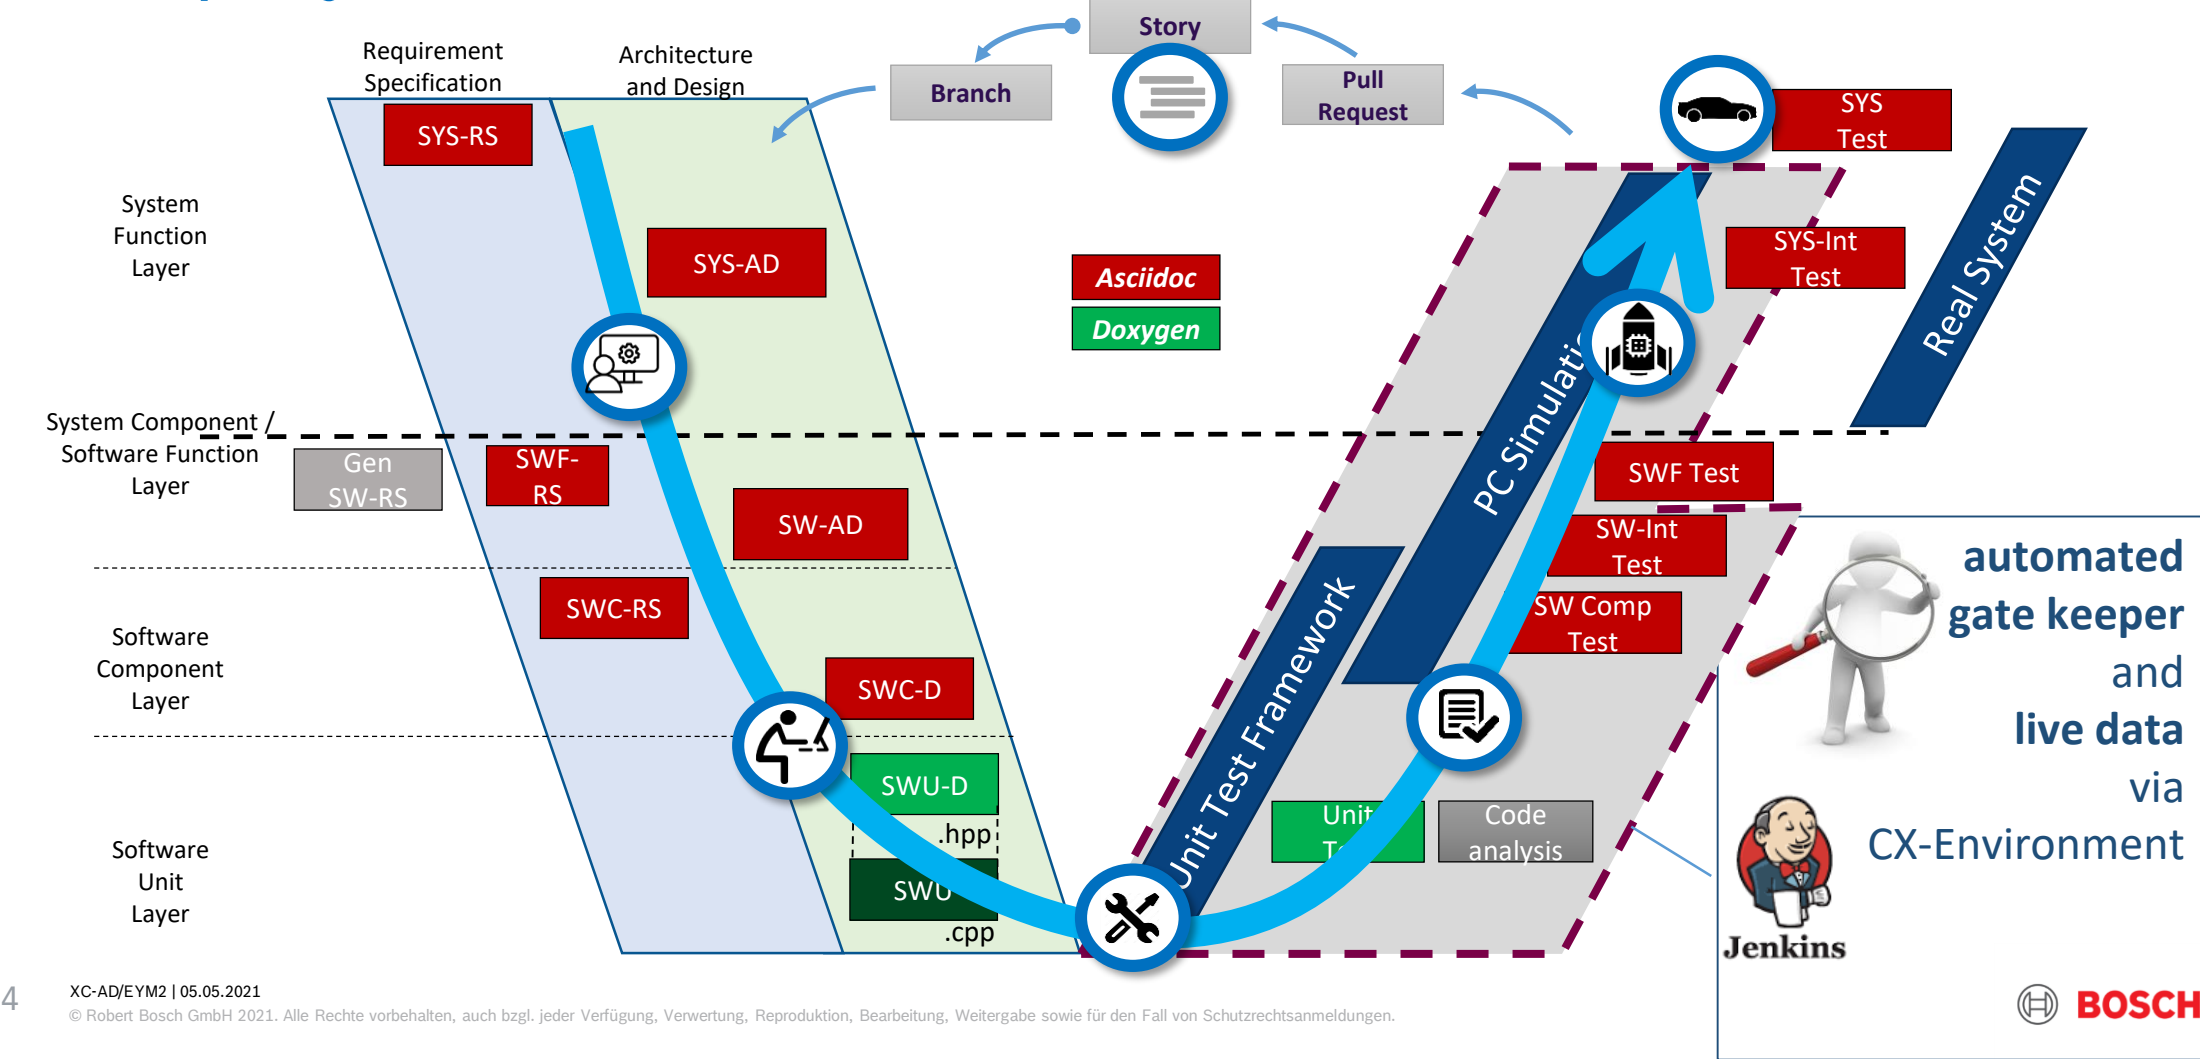 Story
Branch
Pull
Request
Requirement
Specification
Architecture
and Design
SYS-RS
SYS
Test
System
Function
Layer
SYS-AD
SYS-Int
Test
Asciidoc
Doxygen
Real System
PC Simulatio
System Component /
Software Function
Layer
Gen
SW-RS
SWF-
RS
SW-AD
SWF Test
SW-Int
Test
SWC-RS
SW Comp
Test
Software
Component
Layer
SWC-D
Unit Test Framework
SWU-D
.hpp
SWU
.cpp
Unit
Code
analysis
Software
Unit
Layer
automated
gate keeper
and
live data
via
CX-Environment
Jenkins
4
XC-AD/EYM2 | 05.05.2021
© Robert Bosch GmbH 2021. Alle Rechte vorbehalten, auch bzgl. jeder Verfügung, Verwertung, Reproduktion, Bearbeitung, Weitergabe sowie für den Fall von Schutzrechtsanmeldungen.
BOSCH